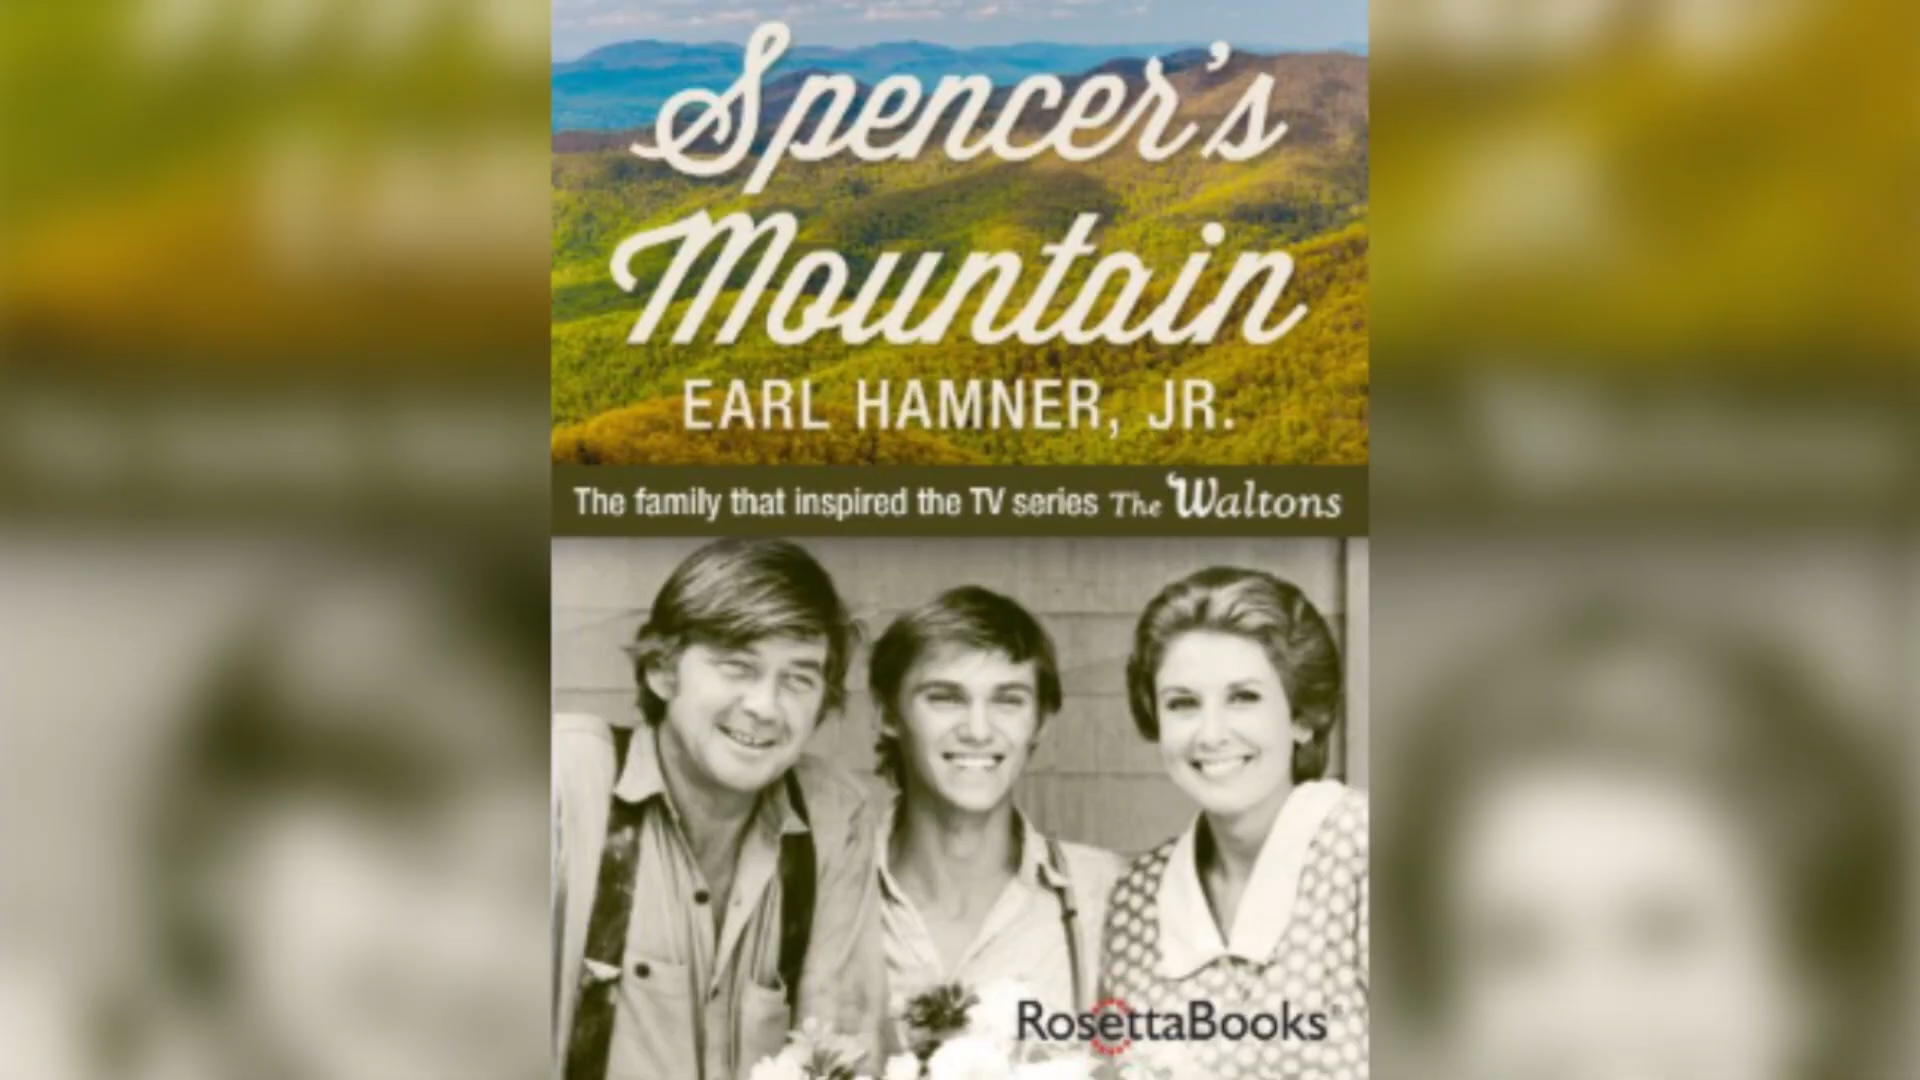 Spencer's
Mountain
EARL HAMNER, JR.
The family that inspired the TV series The Waltons
RosettaBooks